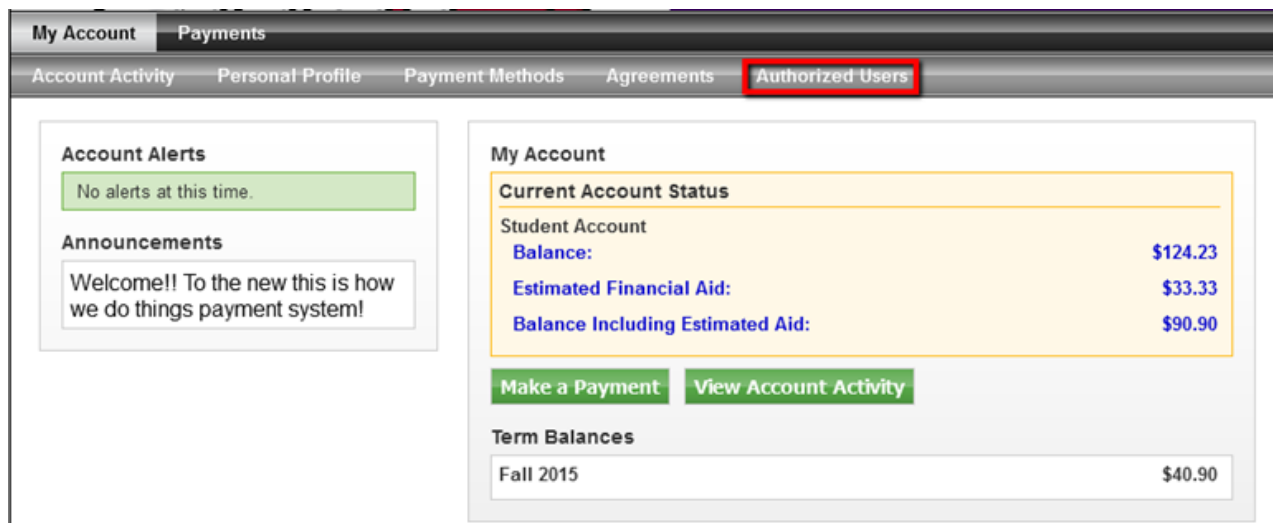 My Account Payments
Account Activity Personal Profile Payment Methods Agreements Authorized Users
Account Alerts
No alerts at this time.
Announcements
Welcome!! To the new this is how
we do things payment system!
My Account
Current Account Status
Student Account
Balance: $124.23
Estimated Financial Aid: $33.33
Balance Including Estimated Aid: $90.90
Make a Payment View Account Activity
Term Balances
Fall 2015 $40.90